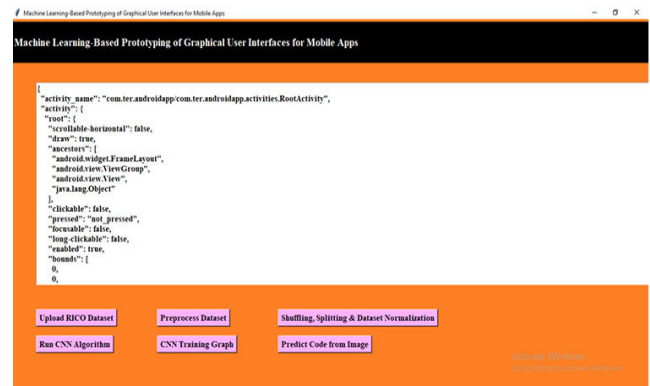 Machine Learning-Based Prototyping of Graphical User Interfaces for Mobile Apps
Machine Learning-Based Prototyping of Graphical User Interfaces for Mobile Apps
{
"activity_name": "com.ter.androidapp/com.ter.androidapp.activities.RootActivity",
"activity": {
"root": {
"scrollable-horizontal": false,
"draw": true,
"ancestors": [
"android.widget.FrameLayout",
"android.view.ViewGroup",
"android.view.View",
"java.lang.Object"
],
"clickable": false,
"pressed": "not_pressed",
"focusable": false,
"long-clickable": false,
"enabled": true,
"bounds": [
0,
0,
Upload RICO Dataset Preprocess Dataset Shuffling, Splitting & Dataset Normalization
Run CNN Algorithm CNN Training Graph Predict Code from Image
Activate Windows